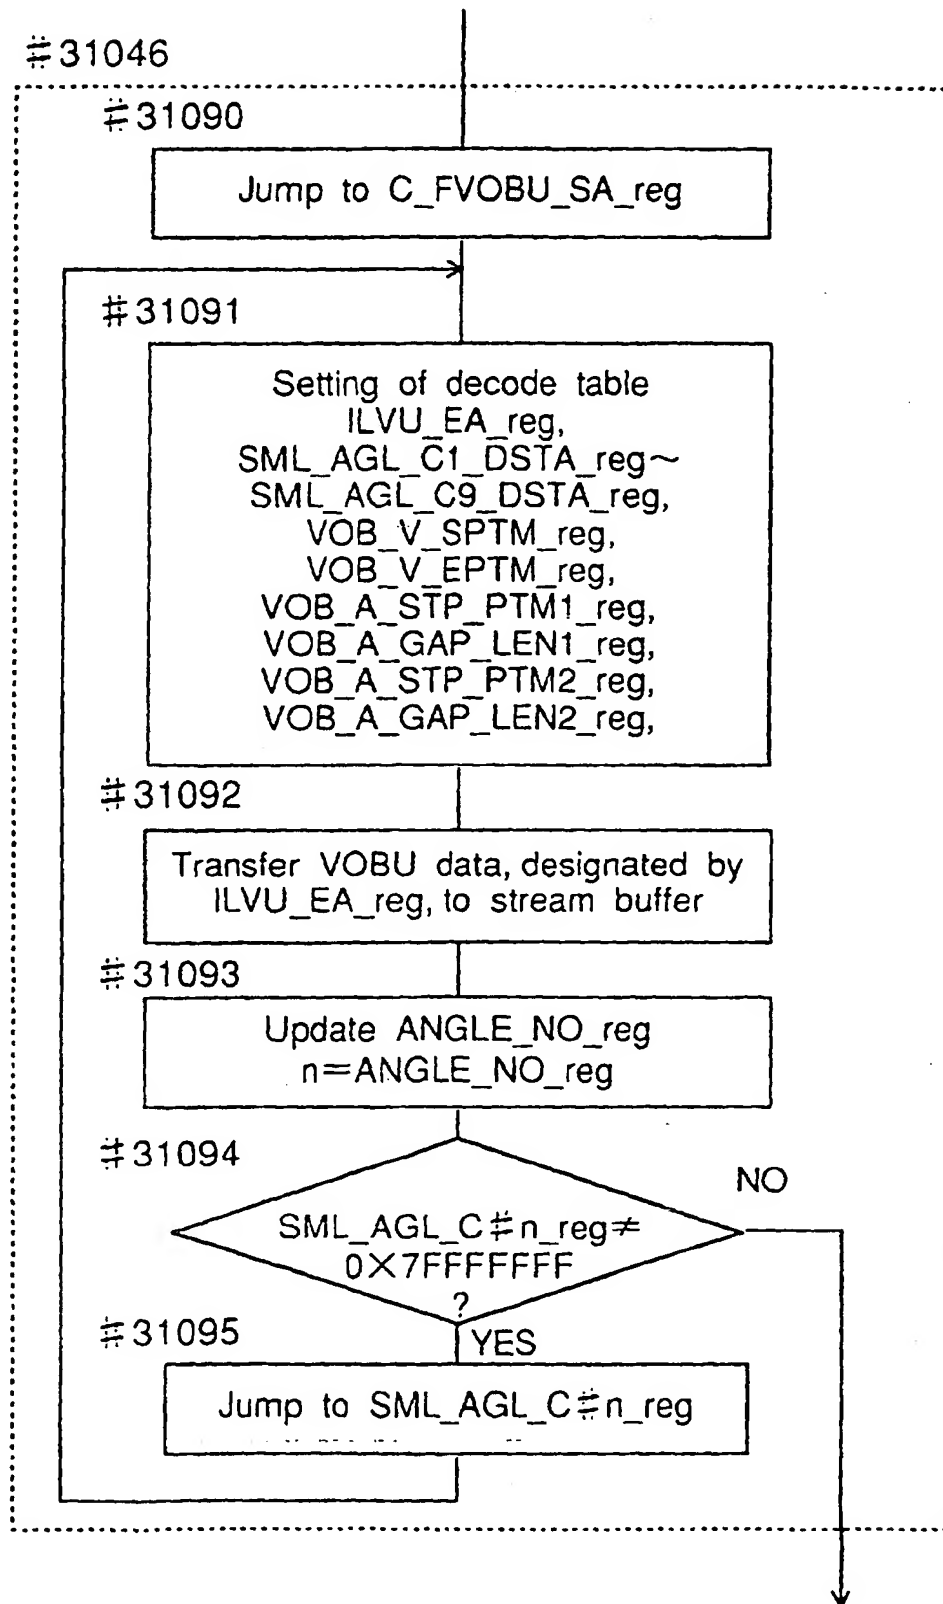 #31046
#31090
Jump to C_FVOBU_SA_reg
#31091
Setting of decode table
ILVU_EA_reg,
SML_AGL_C1_DSTA_reg~
SML_AGL_C9_DSTA_reg,
VOB_V_SPTM_reg,
VOB_V_EPTM_reg,
VOB_A_STP_PTM1_reg,
VOB_A_GAP_LEN1_reg,
VOB_A_STP_PTM2_reg,
VOB_A_GAP_LEN2_reg,
#31092
Transfer VOBU data, designated by
ILVU_EA_reg, to stream buffer
#31093
Update ANGLE_NO_reg
n=ANGLE_NO_reg
#31094
NO
SML_AGL_C#n_reg≠
0X7FFFFFFF
?
#31095
YES
Jump to SML_AGL_C#n_reg